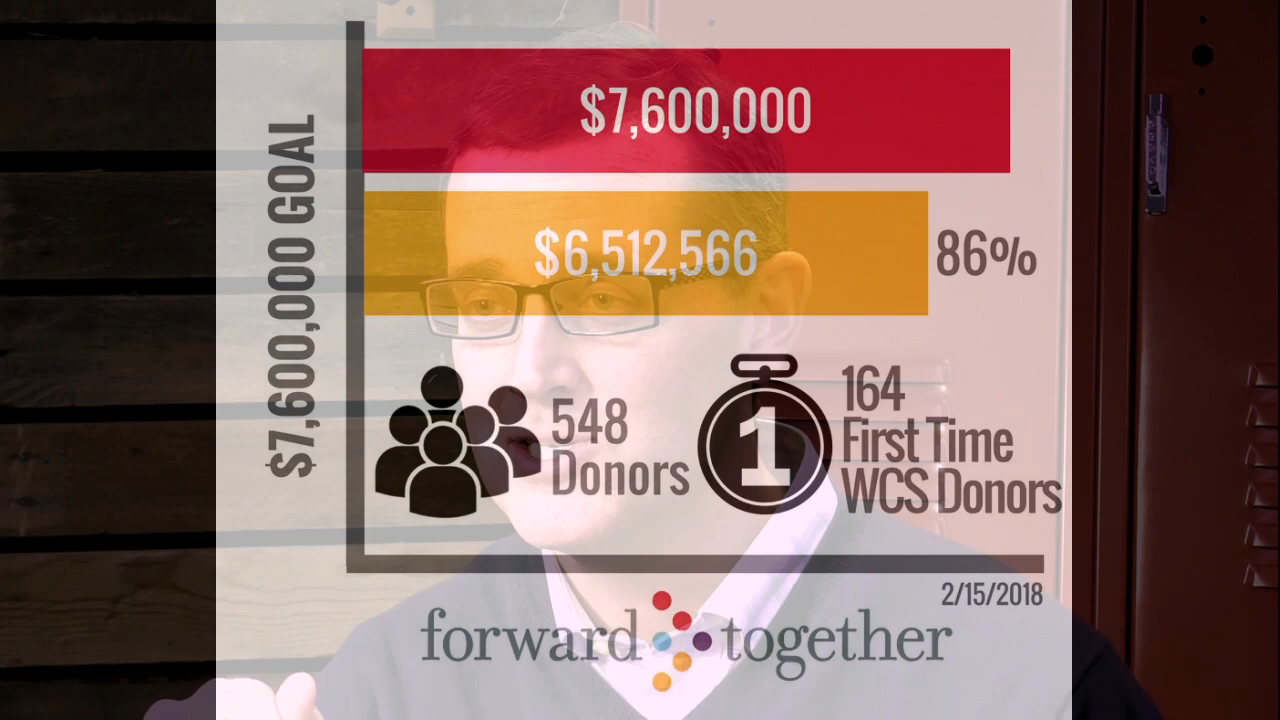 $7,600,000 GOAL
$7,600,000
$6,512,566
86%
548
Donors
1
164
First Time
WCS Donors
2/15/2018
forward together